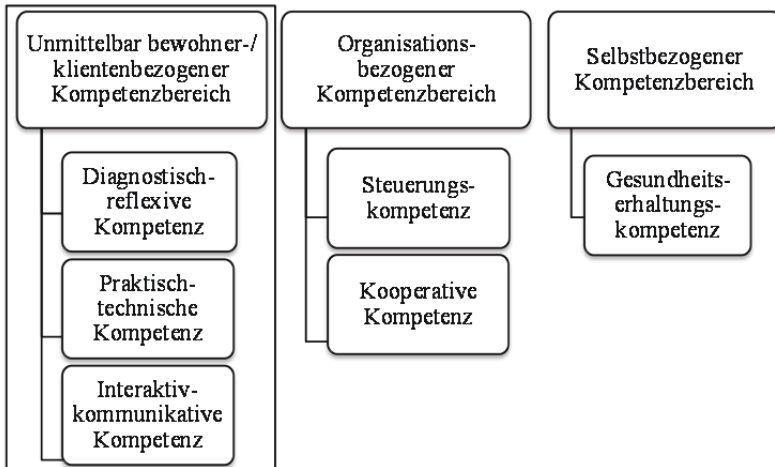 Unmittelbar bewohner-/
klientenbezogener
Kompetenzbereich
Diagnostisch-
reflexive
Kompetenz
Praktisch-
technische
Kompetenz
Interaktiv-
kommunikative
Kompetenz
Organisations-
bezogener
Kompetenzbereich
Steuerungs-
kompetenz
Kooperative
Kompetenz
Selbstbezogener
Kompetenzbereich
Gesundheits-
erhaltungs-
kompetenz